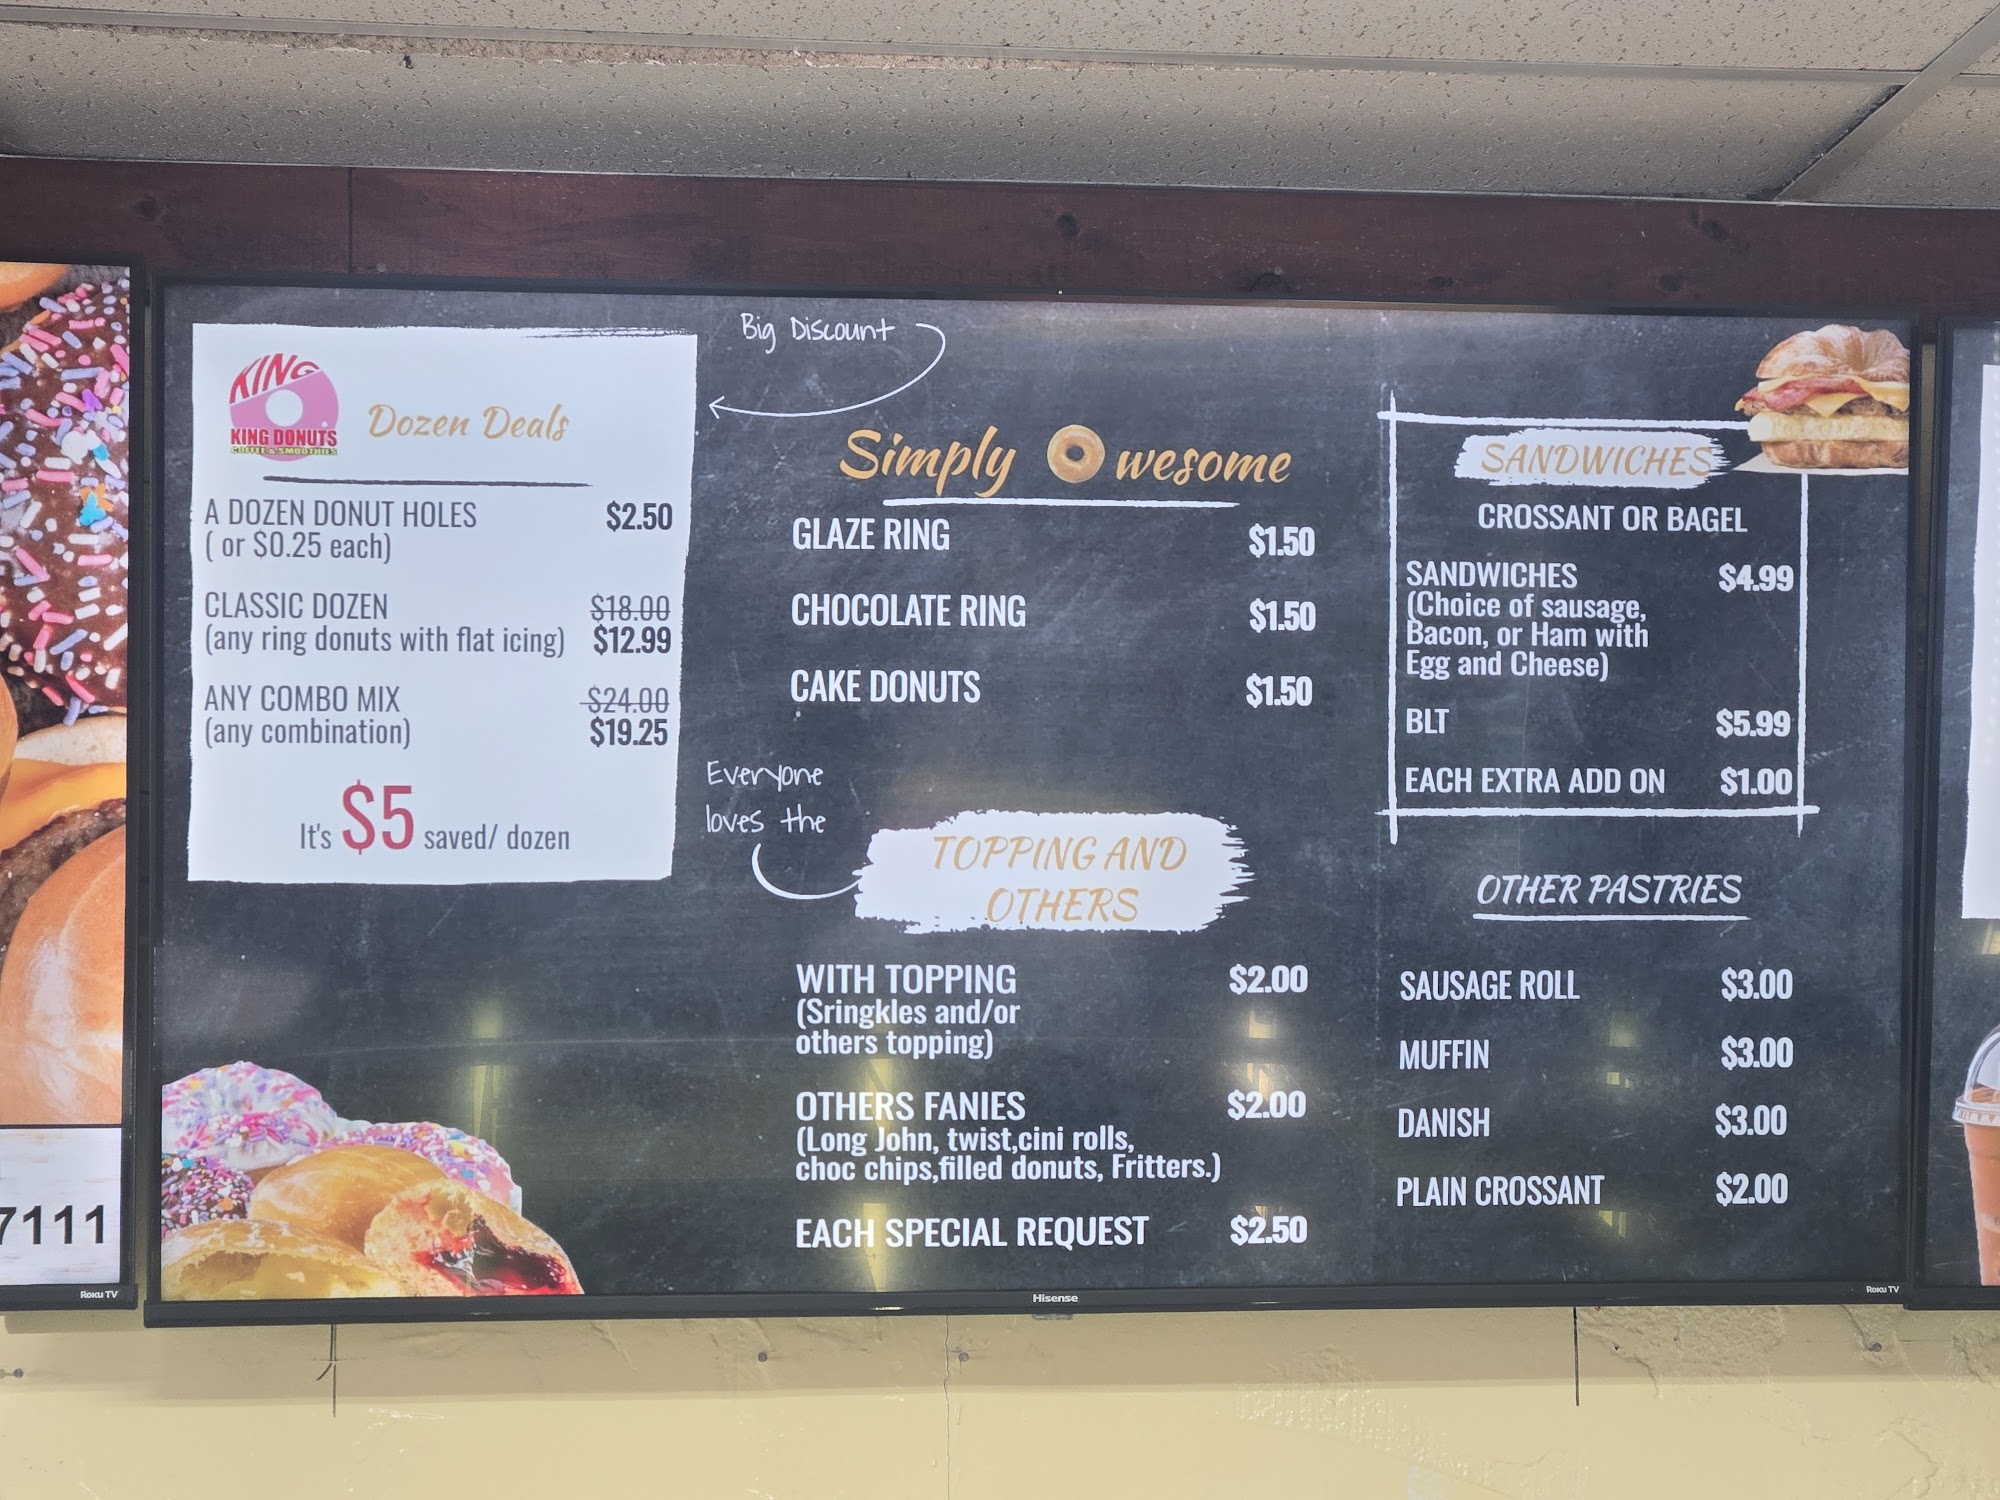 Big Discount
KING
KING DONUTS
COFFEE & SMOOTHIES
Dozen Deals
A DOZEN DONUT HOLES $2.50
( or $0.25 each)
CLASSIC DOZEN $18.00
(any ring donuts with flat icing) $12.99
ANY COMBO MIX $24.00
(any combination) $19.25
It's $5 saved/ dozen
Simply wesome
GLAZE RING $1.50
CHOCOLATE RING $1.50
CAKE DONUTS $1.50
Everyone
loves the
TOPPING AND
OTHERS
WITH TOPPING $2.00
(Sringkles and/or
others topping)
OTHERS FANIES $2.00
(Long John, twist,cini rolls,
choc chips,filled donuts, Fritters.)
EACH SPECIAL REQUEST $2.50
SANDWICHES
CROSSANT OR BAGEL
SANDWICHES $4.99
(Choice of sausage,
Bacon, or Ham with
Egg and Cheese)
BLT $5.99
EACH EXTRA ADD ON $1.00
OTHER PASTRIES
SAUSAGE ROLL $3.00
MUFFIN $3.00
DANISH $3.00
PLAIN CROSSANT $2.00
7111
Roku TV
Hisense
Roku TV